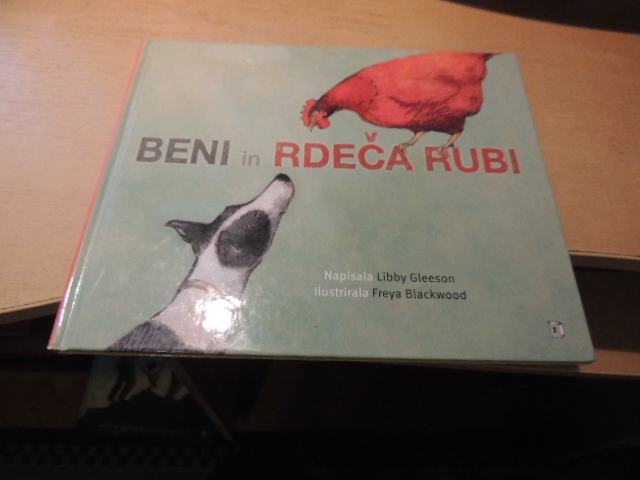 BENI in RDEČA RUBI
Napisala Libby Gleeson
Ilustrirala Freya Blackwood